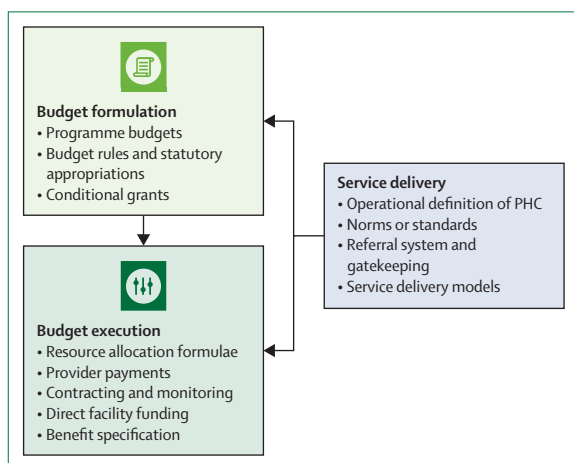 Budget formulation
• Programme budgets
• Budget rules and statutory
appropriations
• Conditional grants
Service delivery
• Operational definition of PHC
• Norms or standards
• Referral system and
gatekeeping
• Service delivery models
Budget execution
• Resource allocation formulae
• Provider payments
• Contracting and monitoring
• Direct facility funding
• Benefit specification